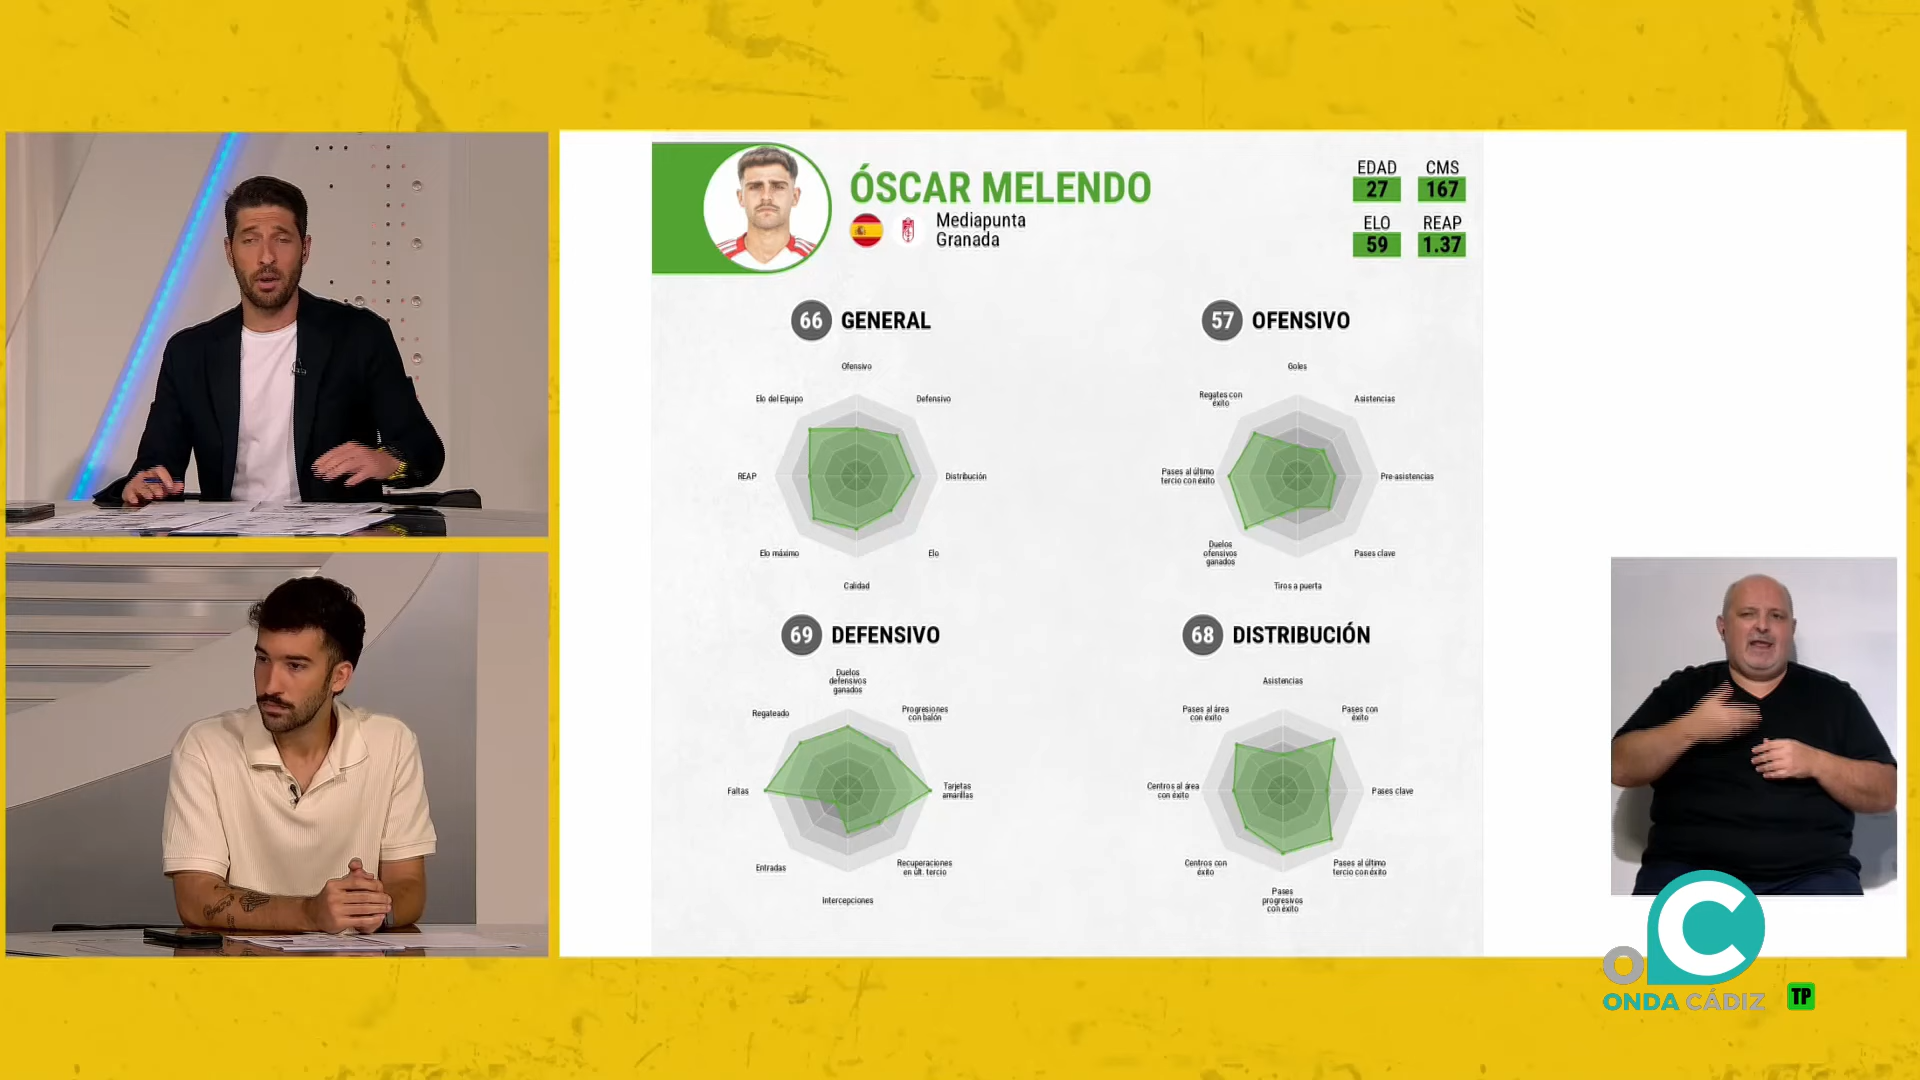 ÓSCAR MELENDO
Mediapunta
Granada
EDAD
27
CMS
167
ELO
59
REAP
1.37
66 GENERAL
Ofensivo
Defensivo
Distribución
Elo
Calidad
Elo máximo
REAP
Elo del Equipo
57 OFENSIVO
Goles
Asistencias
Pre-asistencias
Pases clave
Tiros a puerta
Duelos
ofensivos
ganados
Pases al último
tercio con éxito
Regates con
éxito
69 DEFENSIVO
Duelos
defensivos
ganados
Progresiones
con balón
Tarjetas
amarillas
Recuperaciones
en últ. tercio
Intercepciones
Entradas
Faltas
Regateado
68 DISTRIBUCIÓN
Asistencias
Pases con
éxito
Pases clave
Pases al último
tercio con éxito
Pases
progresivos
con éxito
Centros con
éxito
Centros al área
con éxito
Pases al área
con éxito
OC
ONDA CÁDIZ
TP